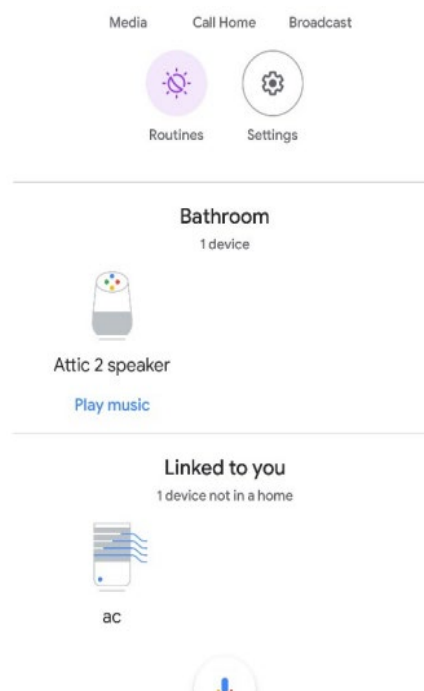 Media Call Home Broadcast
Routines Settings
Bathroom
1 device
Attic 2 speaker
Play music
Linked to you
1 device not in a home
ac